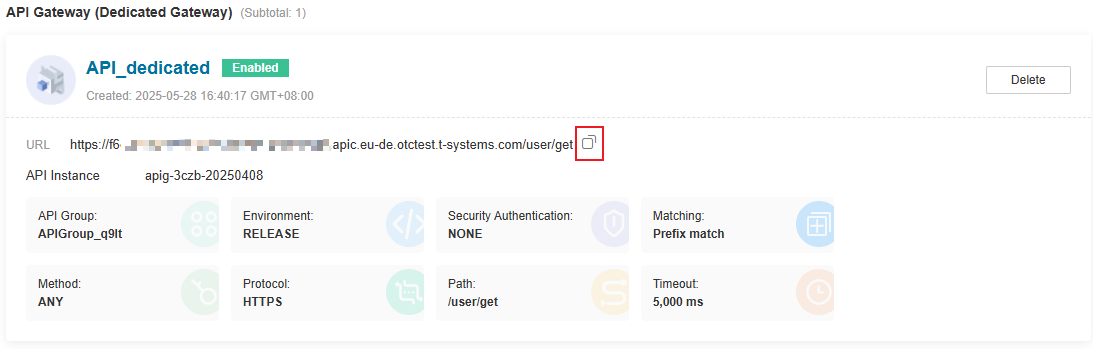 API Gateway (Dedicated Gateway) (Subtotal: 1)
API_dedicated Enabled
Created: 2025-05-28 16:40:17 GMT+08:00
Delete
URL https://f6 .apic.eu-de.otctest.t-systems.com/user/get
API Instance apig-3czb-20250408
API Group: Environment: Security Authentication: Matching:
APIGroup_q9lt RELEASE NONE Prefix match
Method: Protocol: Path: Timeout:
ANY HTTPS /user/get 5,000 ms